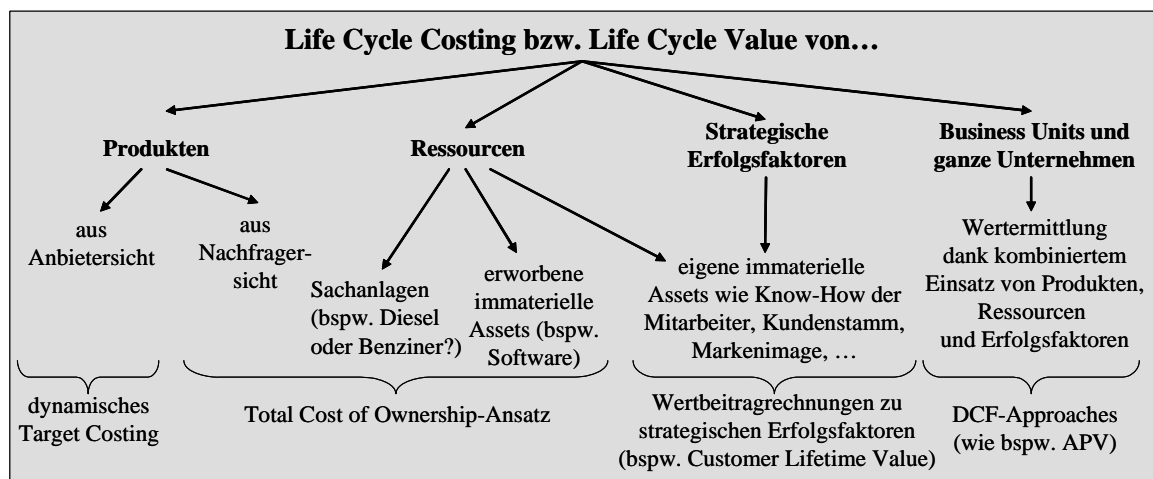 Life Cycle Costing bzw. Life Cycle Value von…
Produkten
Ressourcen
Strategische
Erfolgsfaktoren
Business Units und
ganze Unternehmen
aus
Anbietersicht
aus
Nachfrager-
sicht
Sachanlagen
(bspw. Diesel
oder Benziner?)
erworbene
immaterielle
Assets (bspw.
Software)
eigene immaterielle
Assets wie Know-How der
Mitarbeiter, Kundenstamm,
Markenimage, …
Wertermittlung
dank kombiniertem
Einsatz von Produkten,
Ressourcen
und Erfolgsfaktoren
dynamisches
Target Costing
Total Cost of Ownership-Ansatz
Wertbeitragrechnungen zu
strategischen Erfolgsfaktoren
(bspw. Customer Lifetime Value)
DCF-Approaches
(wie bspw. APV)